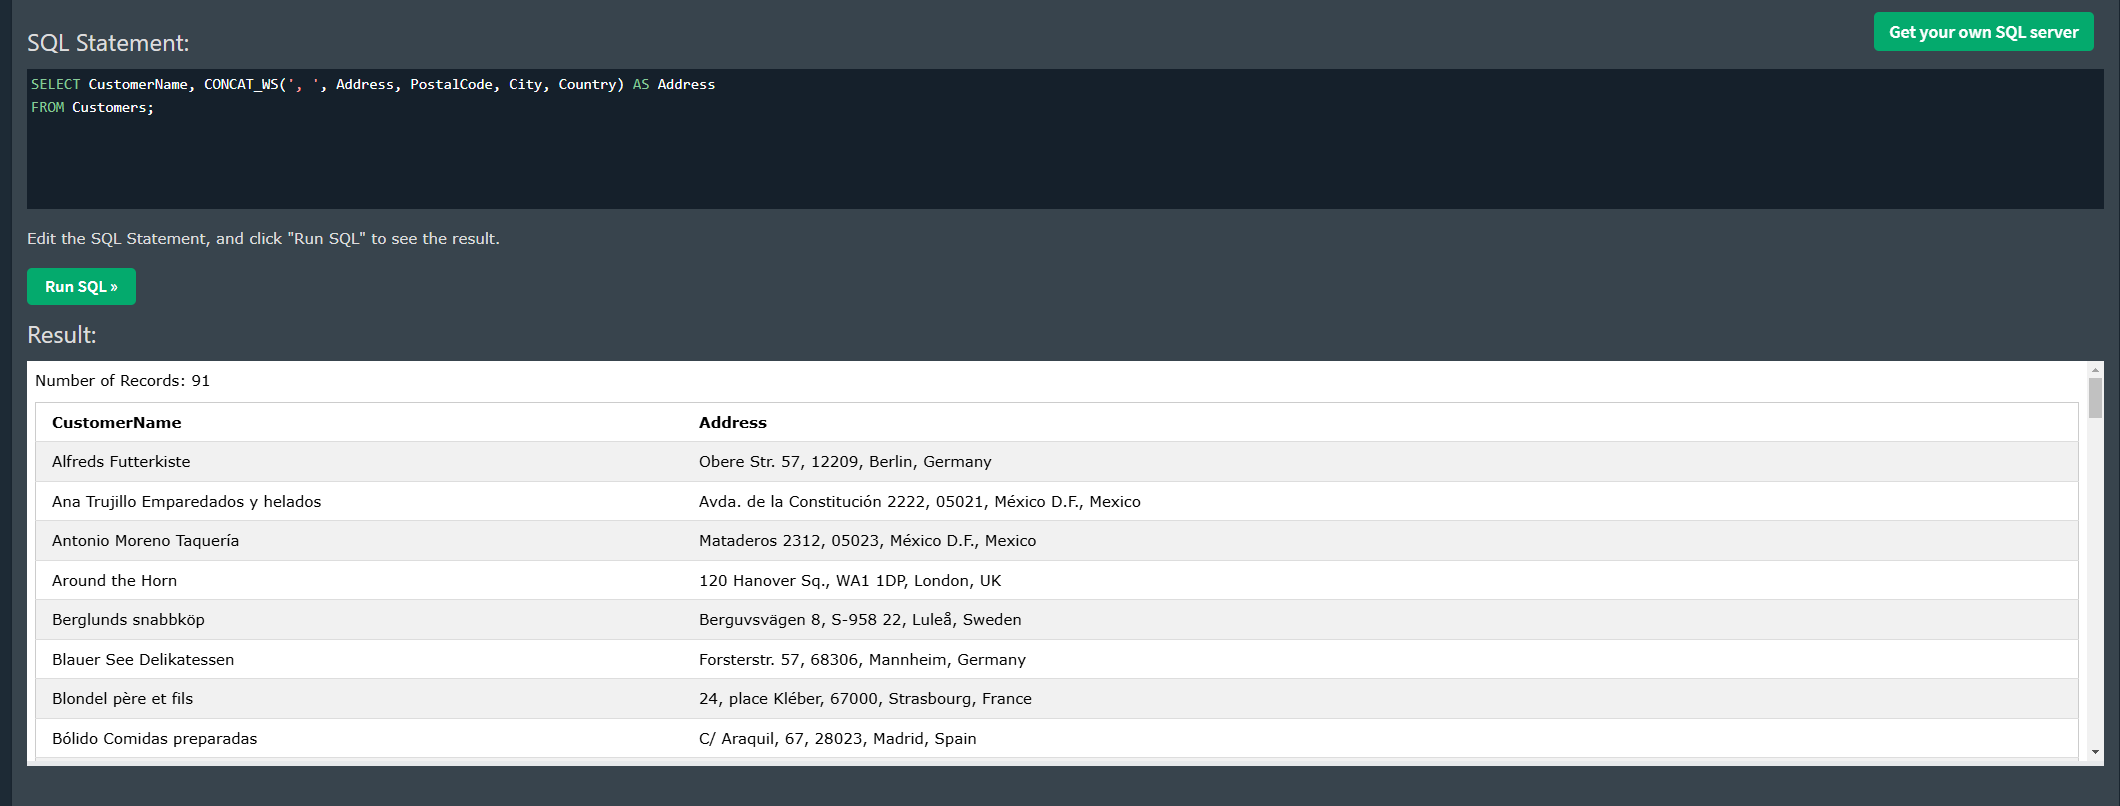 Get your own SQL server
SQL Statement:
SELECT CustomerName, CONCAT_WS(', ', Address, PostalCode, City, Country) AS Address
FROM Customers;
Edit the SQL Statement, and click "Run SQL" to see the result.
Run SQL »
Result:
Number of Records: 91
CustomerName Address
Alfreds Futterkiste Obere Str. 57, 12209, Berlin, Germany
Ana Trujillo Emparedados y helados Avda. de la Constitución 2222, 05021, México D.F., Mexico
Antonio Moreno Taquería Mataderos 2312, 05023, México D.F., Mexico
Around the Horn 120 Hanover Sq., WA1 1DP, London, UK
Berglunds snabbköp Berguvsvägen 8, S-958 22, Luleå, Sweden
Blauer See Delikatessen Forsterstr. 57, 68306, Mannheim, Germany
Blondel père et fils 24, place Kléber, 67000, Strasbourg, France
Bólido Comidas preparadas C/ Araquil, 67, 28023, Madrid, Spain